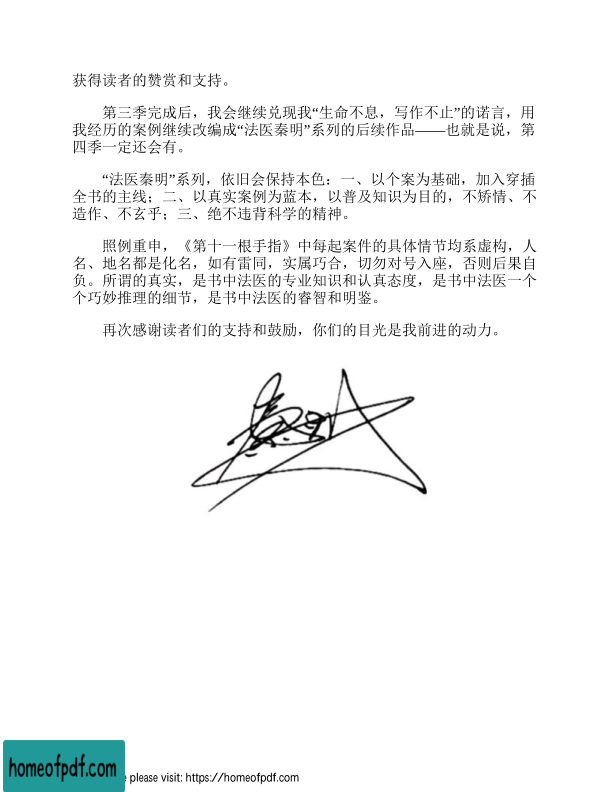 获得读者的赞赏和支持。
第三季完成后，我会继续兑现我“生命不息，写作不止”的诺言，用
我经历的案例继续改编成“法医秦明”系列的后续作品——也就是说，第
四季一定还会有。
“法医秦明”系列，依旧会保持本色：一、以个案为基础，加入穿插
全书的主线；二、以真实案例为蓝本，以普及知识为目的，不矫情、不
造作、不玄乎；三、绝不违背科学的精神。
照例重申，《第十一根手指》中每起案件的具体情节均系虚构，人
名、地名都是化名，如有雷同，实属巧合，切勿对号入座，否则后果自
负。所谓的真实，是书中法医的专业知识和认真态度，是书中法医一个
个巧妙推理的细节，是书中法医的睿智和明鉴。
再次感谢读者们的支持和鼓励，你们的目光是我前进的动力。
homeofpdf.com
e please visit: https://homeofpdf.com